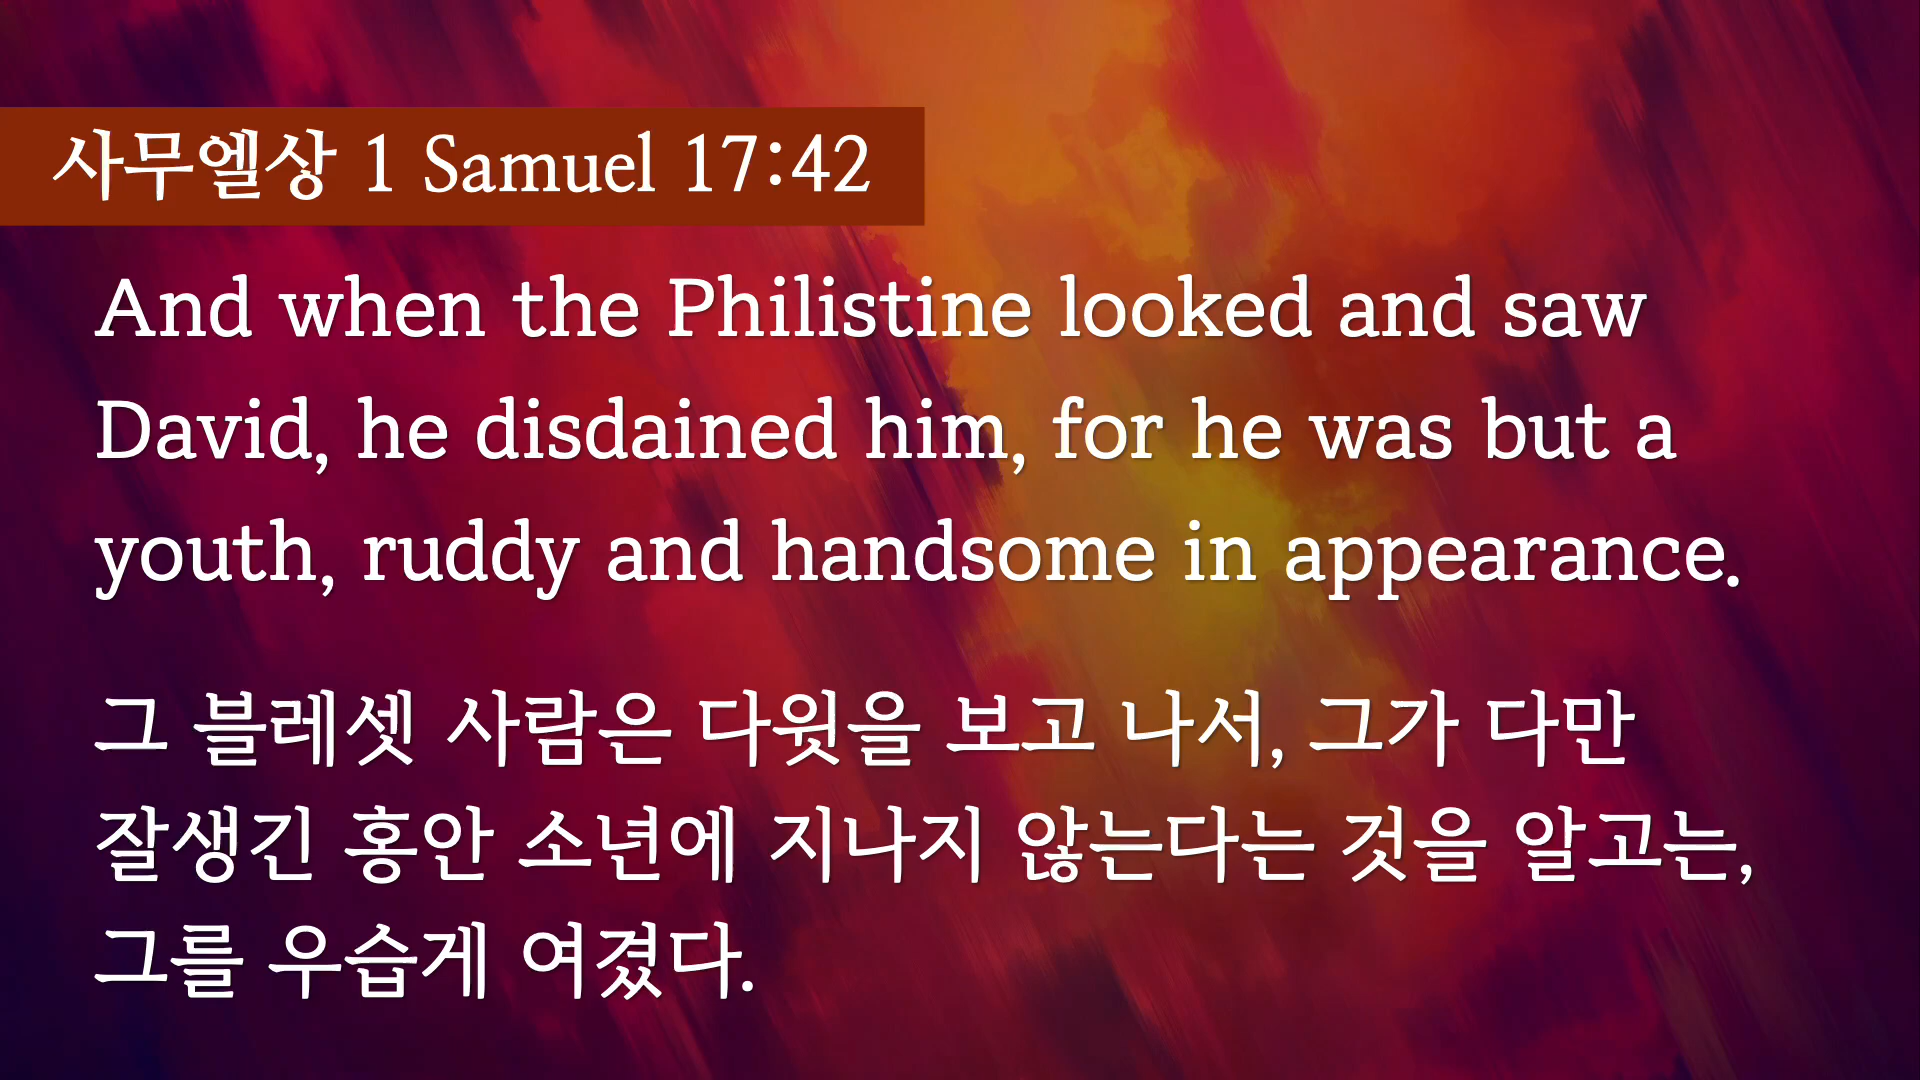 사무엘상 1 Samuel 17:42
And when the Philistine looked and saw
David, he disdained him, for he was but a
youth, ruddy and handsome in appearance.
그 블레셋 사람은 다윗을 보고 나서, 그가 다만
잘생긴 홍안 소년에 지나지 않는다는 것을 알고는,
그를 우습게 여겼다.